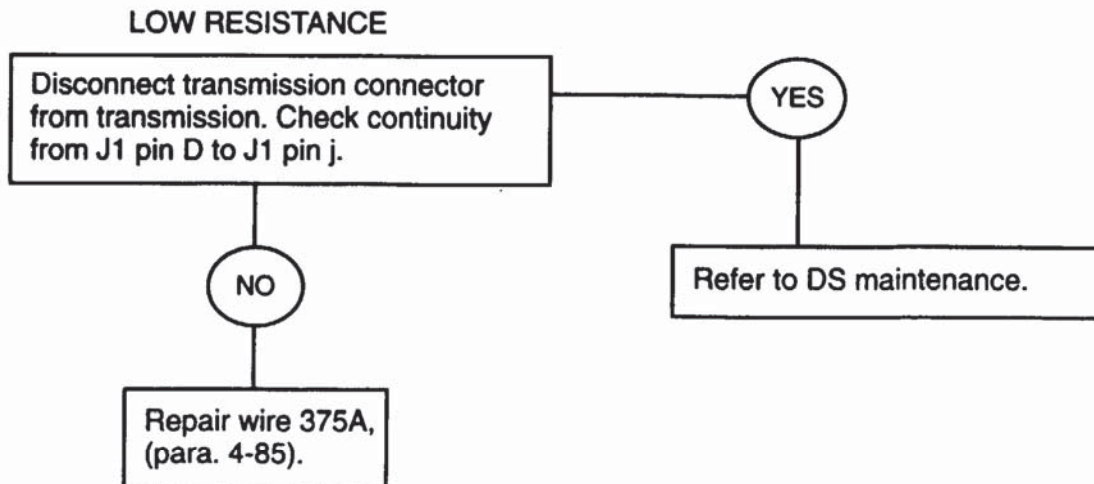 LOW RESISTANCE
Disconnect transmission connector
from transmission. Check continuity
from J1 pin D to J1 pin j.
YES
NO
Refer to DS maintenance.
Repair wire 375A,
(para. 4-85).